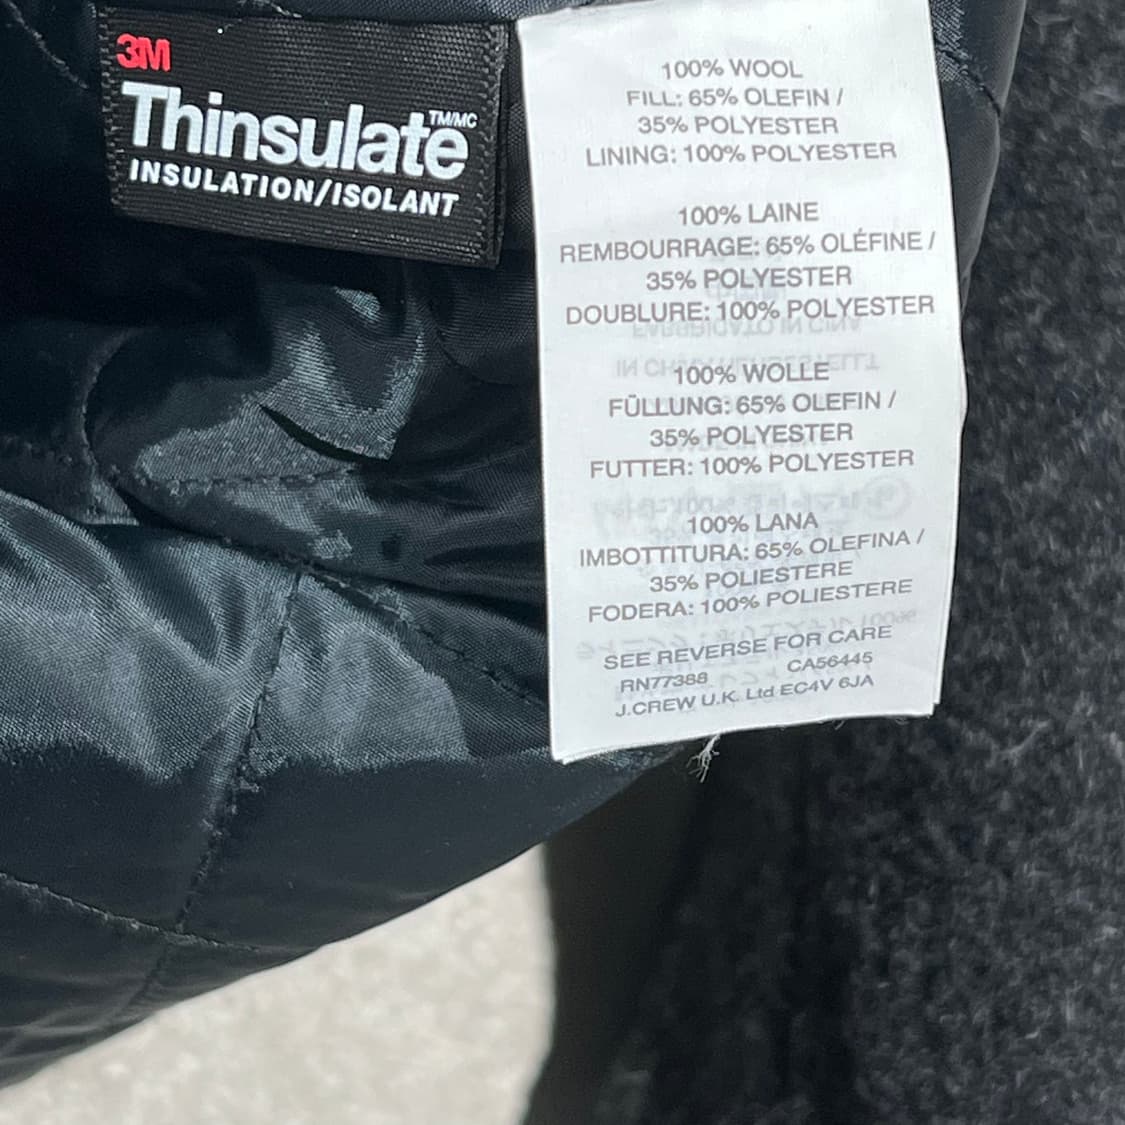 3M
Thinsulate TM/MC
INSULATION/ISOLANT
100% WOOL
FILL: 65% OLEFIN /
35% POLYESTER
LINING: 100% POLYESTER
100% LAINE
REMBOURRAGE: 65% OLÉFINE /
35% POLYESTER
DOUBLURE: 100% POLYESTER
100% WOLLE
FÜLLUNG: 65% OLEFIN /
35% POLYESTER
FUTTER: 100% POLYESTER
100% LANA
IMBOTTITURA: 65% OLEFINA /
35% POLIESTERE
FODERA: 100% POLIESTERE
SEE REVERSE FOR CARE
RN77388 CA56445
J.CREW U.K. Ltd EC4V 6JA